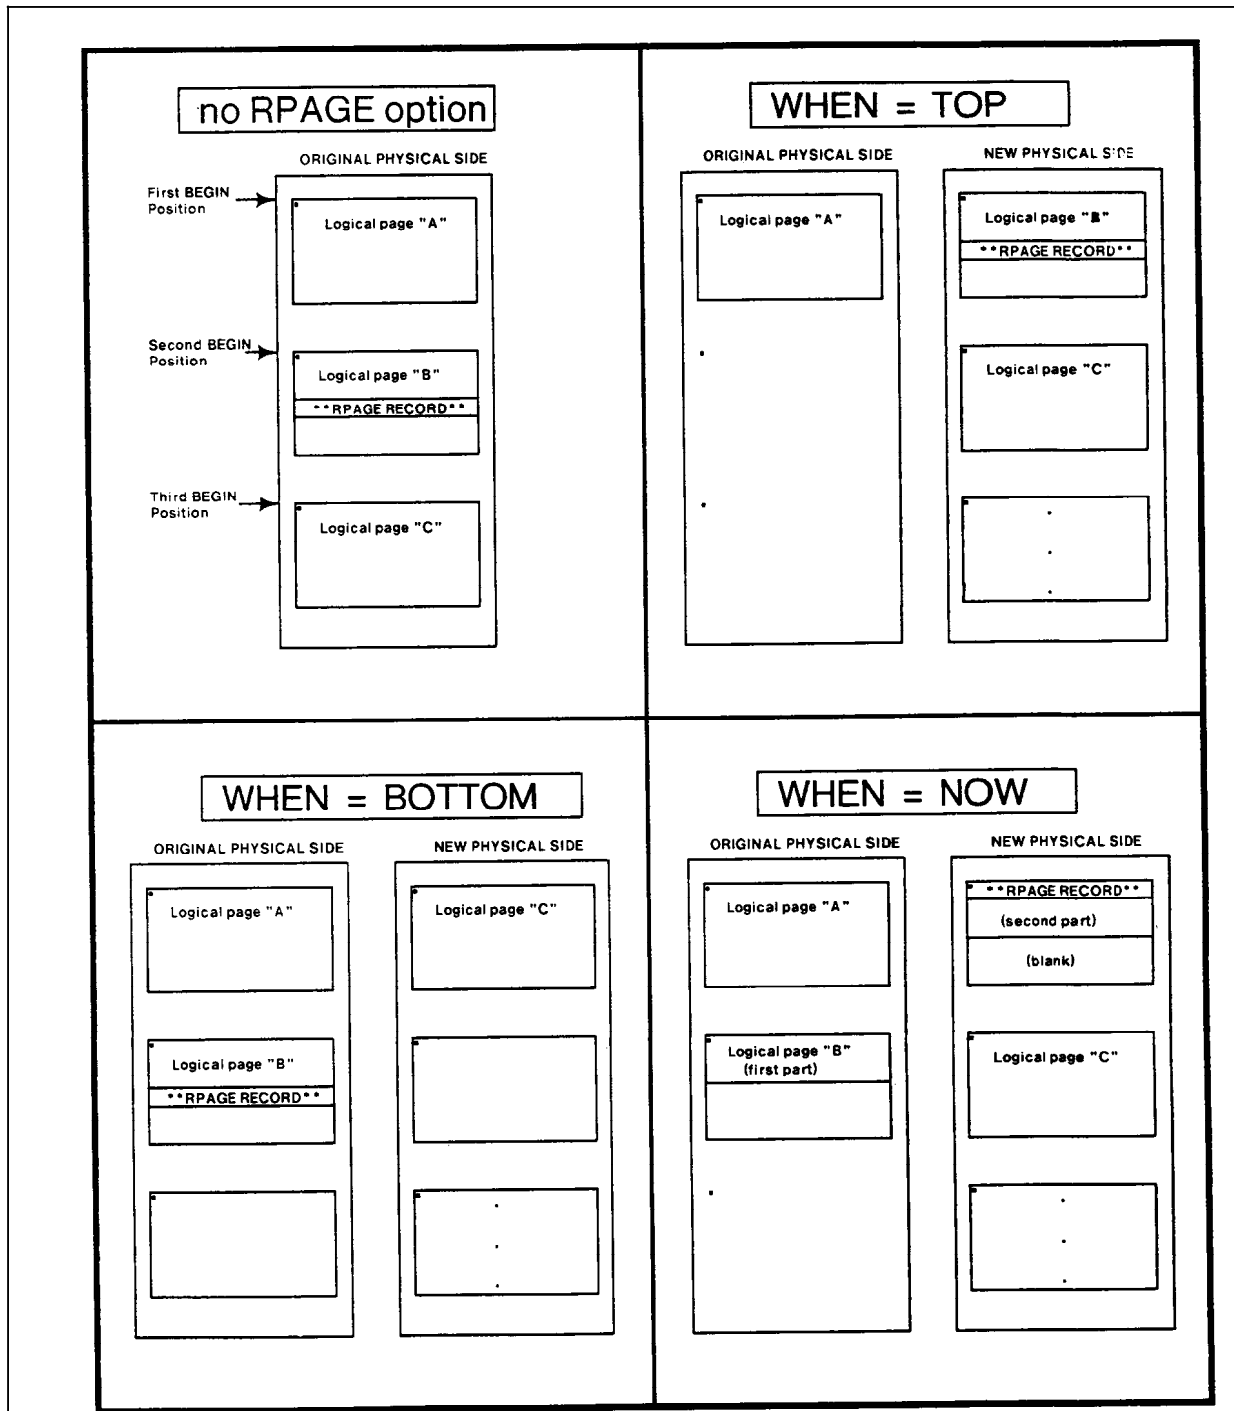 no RPAGE option
ORIGINAL PHYSICAL SIDE
First BEGIN
Position
Logical page "A"
Second BEGIN
Position
Logical page "B"
**RPAGE RECORD**
Third BEGIN
Position
Logical page "C"
WHEN = TOP
ORIGINAL PHYSICAL SIDE
NEW PHYSICAL SIDE
Logical page "A"
Logical page "B"
**RPAGE RECORD**
Logical page "C"
WHEN = BOTTOM
ORIGINAL PHYSICAL SIDE
NEW PHYSICAL SIDE
Logical page "A"
Logical page "C"
Logical page "B"
**RPAGE RECORD**
WHEN = NOW
ORIGINAL PHYSICAL SIDE
NEW PHYSICAL SIDE
Logical page "A"
**RPAGE RECORD**
(second part)
(blank)
Logical page "B"
(first part)
Logical page "C"